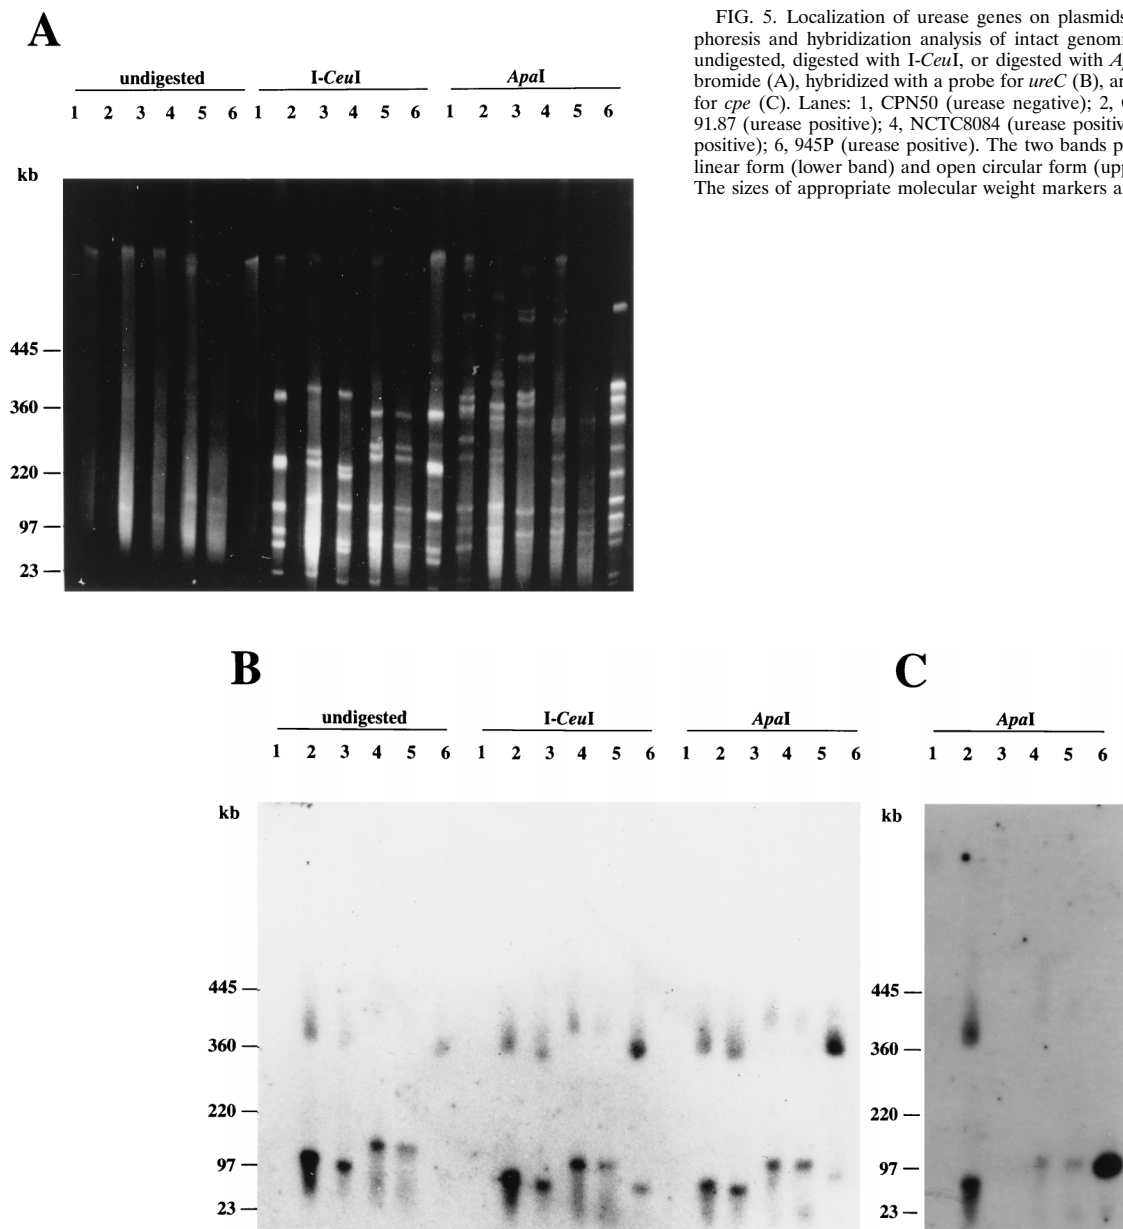 A
FIG. 5. Localization of urease genes on plasmids
phoresis and hybridization analysis of intact genomi
undigested, digested with I-CeuI, or digested with Ap
bromide (A), hybridized with a probe for ureC (B), an
for cpe (C). Lanes: 1, CPN50 (urease negative); 2, C
91.87 (urease positive); 4, NCTC8084 (urease positiv
positive); 6, 945P (urease positive). The two bands p
linear form (lower band) and open circular form (upp
The sizes of appropriate molecular weight markers a
undigested I-CeuI ApaI
1 2 3 4 5 6 1 2 3 4 5 6 1 2 3 4 5 6
kb
445
360
220
97
23
B
undigested I-CeuI ApaI
1 2 3 4 5 6 1 2 3 4 5 6 1 2 3 4 5 6
kb
445
360
220
97
23
C
ApaI
1 2 3 4 5 6
kb
445
360
220
97
23